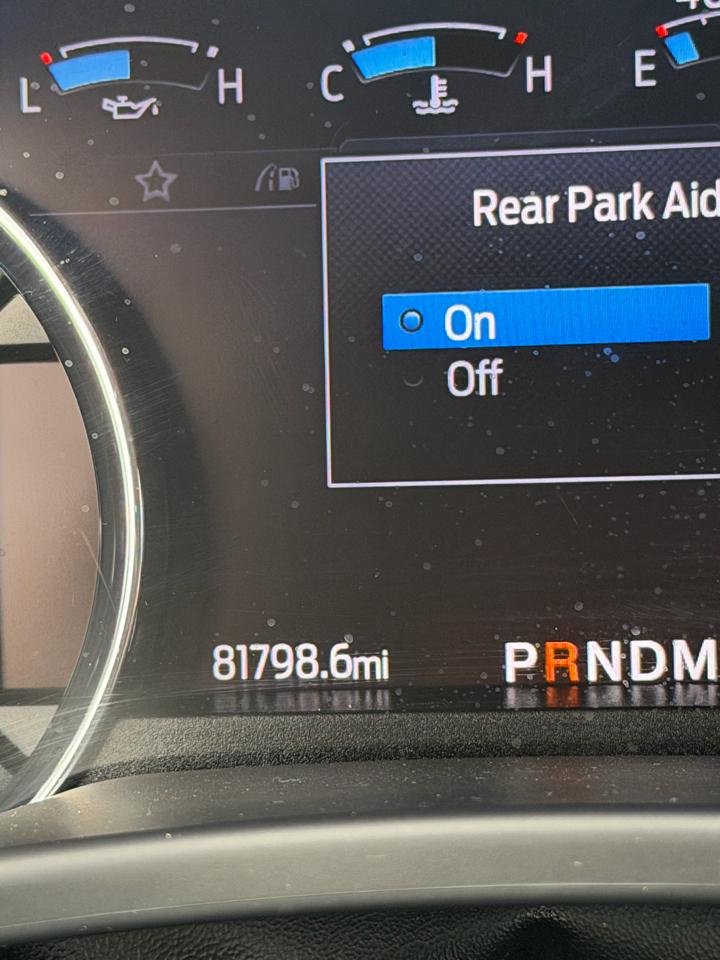 L H C H E
Rear Park Aid
On
Off
81798.6mi
PRNDM